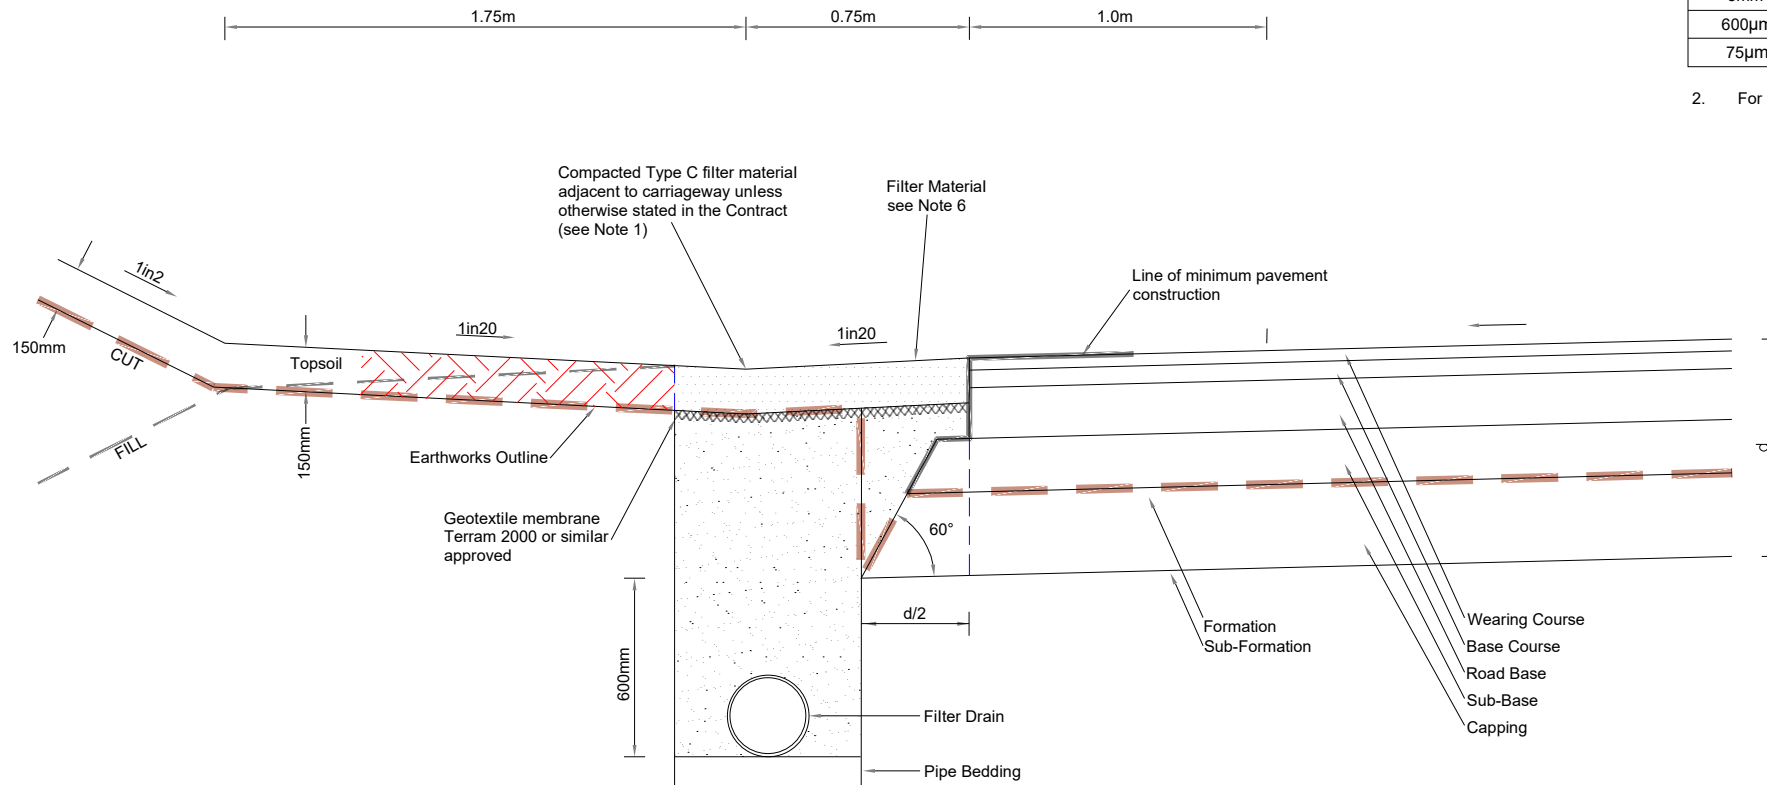 1.75m
0.75m
1.0m
600µm
75µm
2. For
Compacted Type C filter material
adjacent to carriageway unless
otherwise stated in the Contract
(see Note 1)
Filter Material
see Note 6
Line of minimum pavement
construction
1in2
1in20
1in20
150mm
CUT
Topsoil
FILL
150mm
Earthworks Outline
Geotextile membrane
Terram 2000 or similar
approved
60°
d
d/2
600mm
Formation
Sub-Formation
Wearing Course
Base Course
Road Base
Sub-Base
Capping
Filter Drain
Pipe Bedding